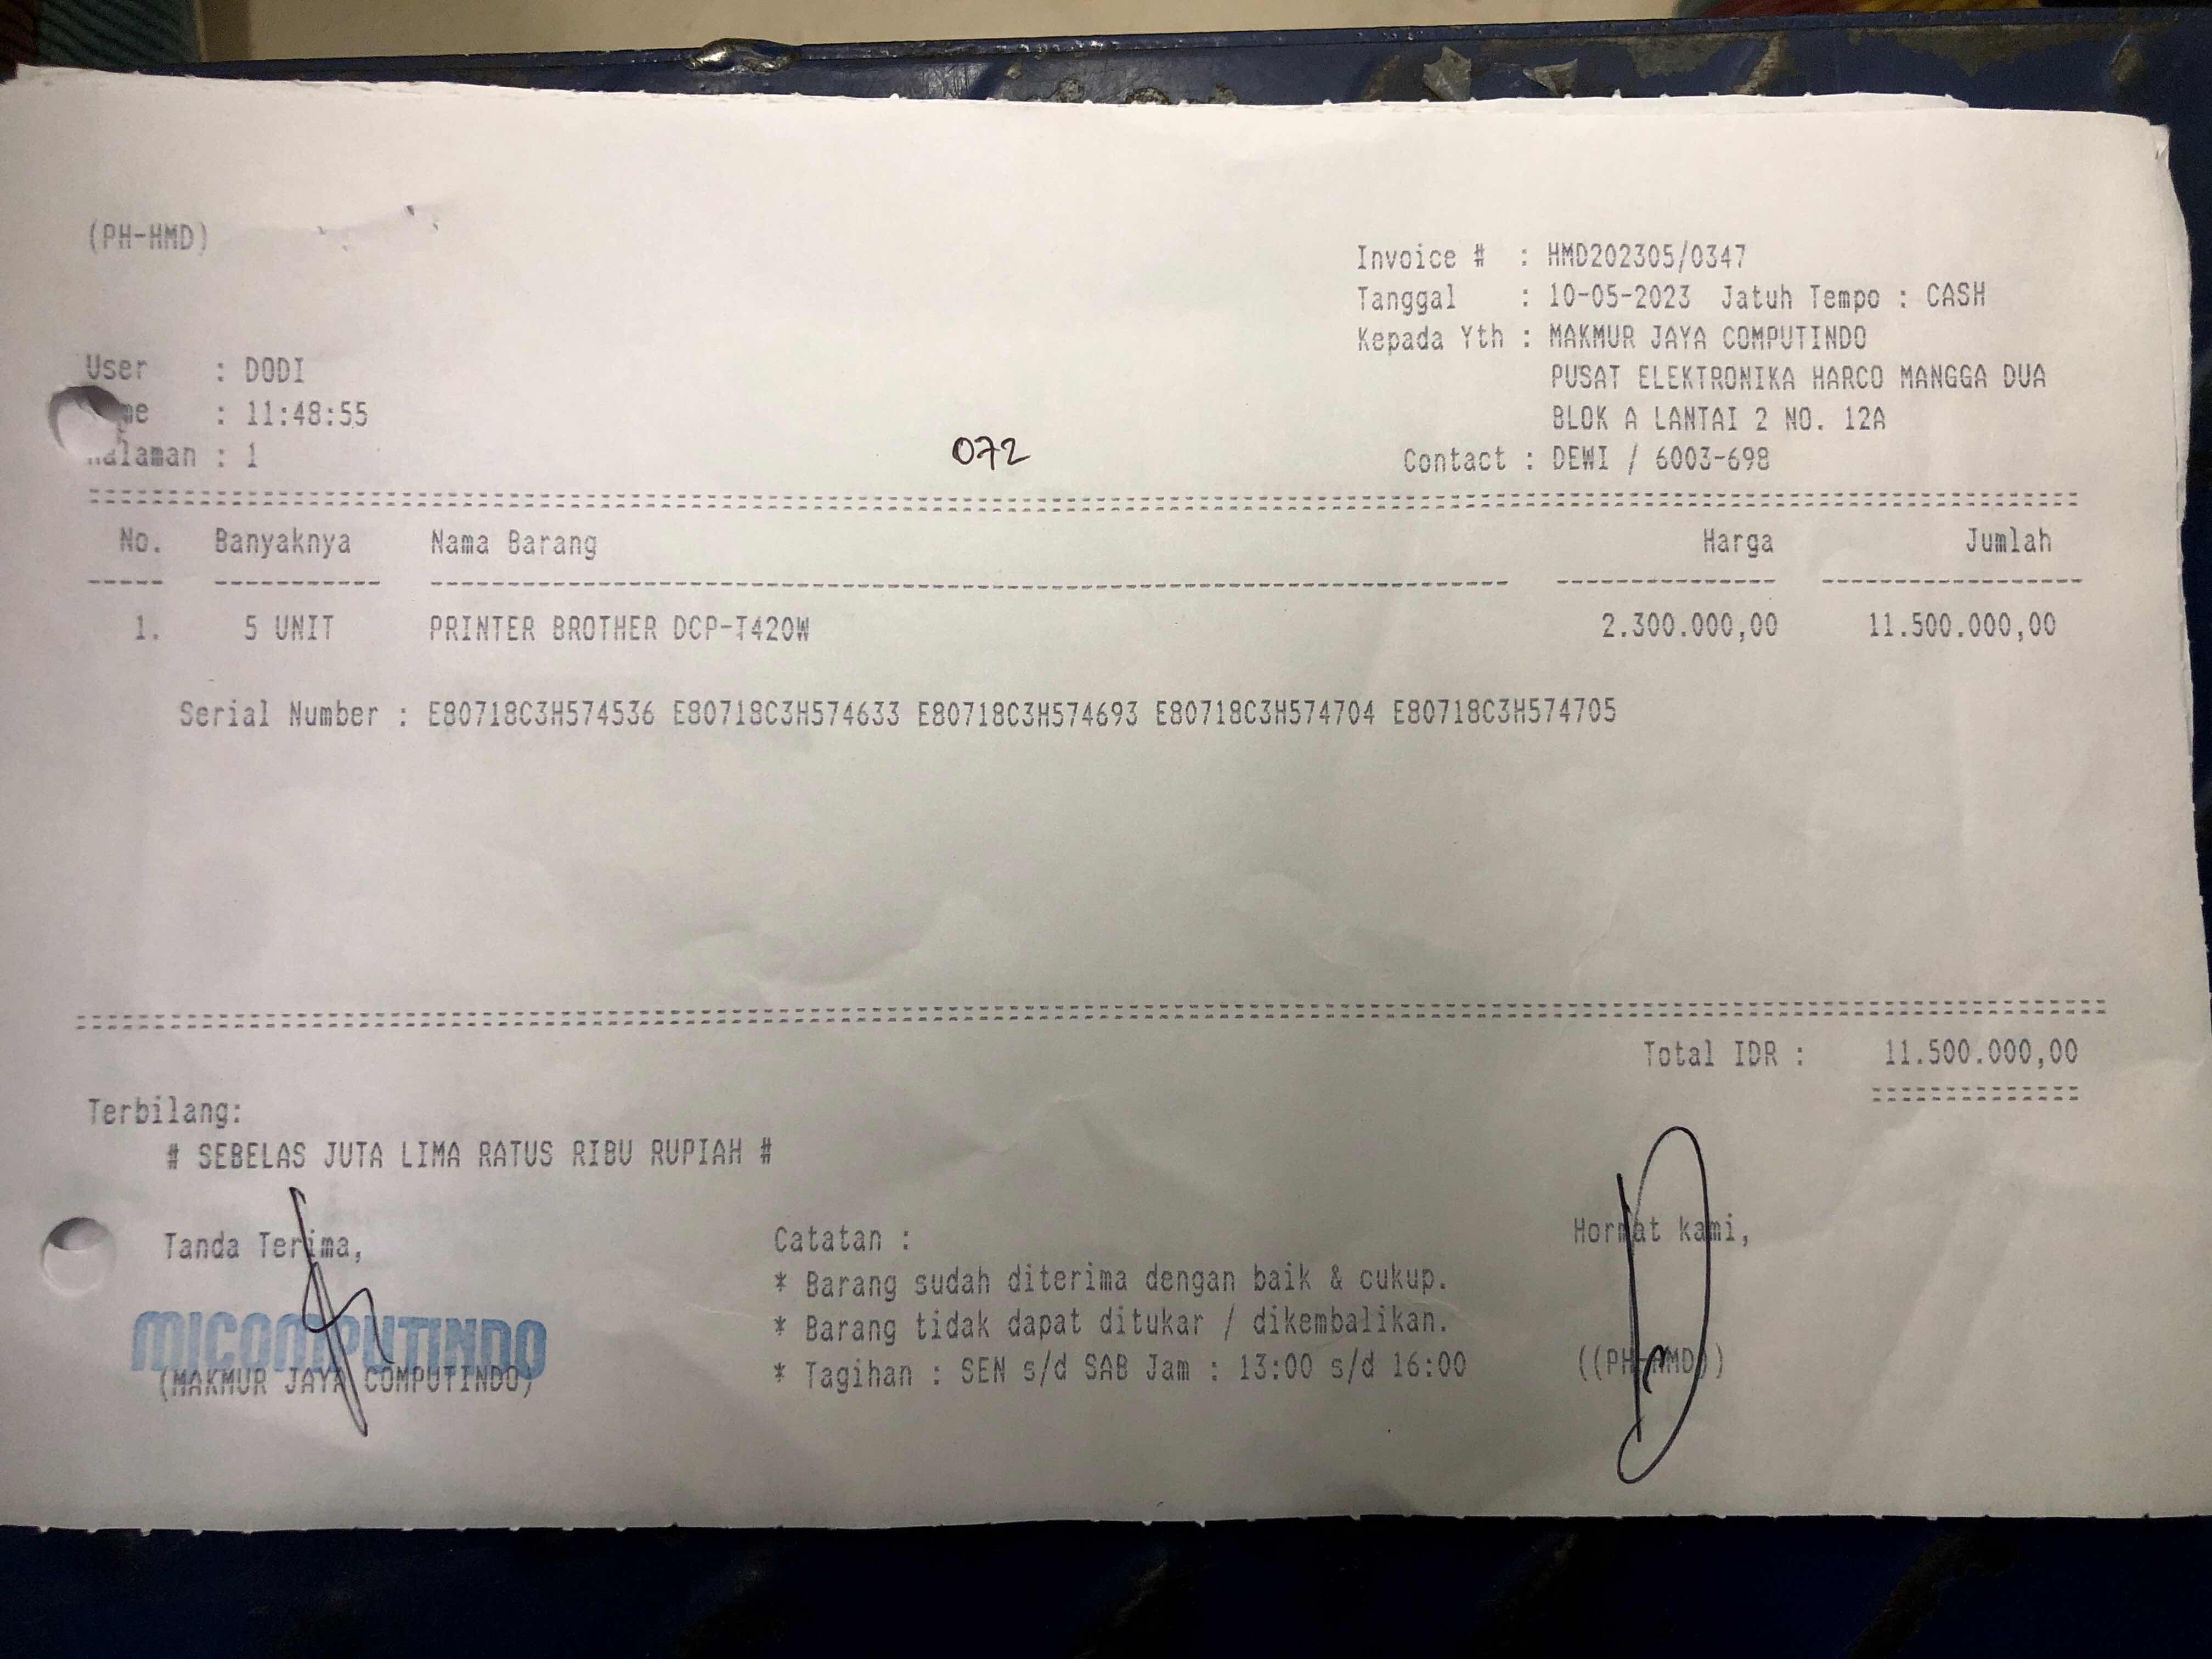 (PH-HMD)
Invoice # : HMD202305/0347
Tanggal : 10-05-2023 Jatuh Tempo : CASH
Kepada Yth : MAKMUR JAYA COMPUTINDO
PUSAT ELEKTRONIKA HARCO MANGGA DUA
BLOK A LANTAI 2 NO. 12A
Contact : DEWI / 6003-698
User : DODI
me : 11:48:55
alaman : 1
072
No. Banyaknya Nama Barang Harga Jumlah
1. 5 UNIT PRINTER BROTHER DCP-T420W 2.300.000,00 11.500.000,00
Serial Number : E80718C3H574536 E80718C3H574633 E80718C3H574693 E80718C3H574704 E80718C3H574705
Total IDR : 11.500.000,00
Terbilang:
# SEBELAS JUTA LIMA RATUS RIBU RUPIAH #
Tanda Terima,
MICOMPUTINDO
(MAKMUR JAYA COMPUTINDO)
Catatan :
* Barang sudah diterima dengan baik & cukup.
* Barang tidak dapat ditukar / dikembalikan.
* Tagihan : SEN s/d SAB Jam : 13:00 s/d 16:00
Hormat kami,
((PH-HMD))